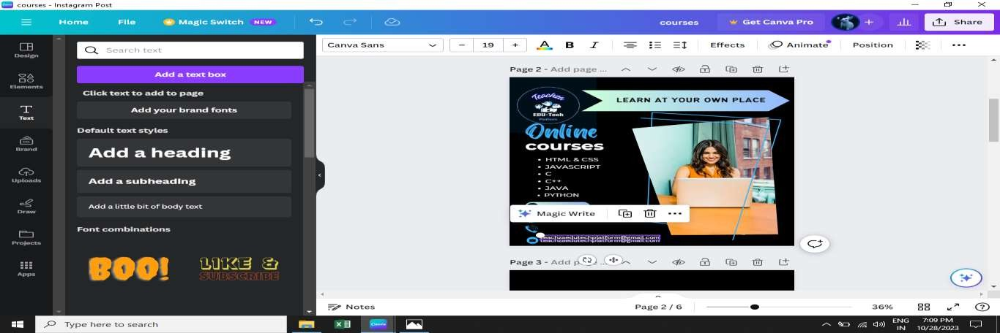 courses - Instagram Post
Home File Magic Switch NEW courses Get Canva Pro + Share
Design
Elements
Text
Brand
Uploads
Draw
Projects
Apps
Search text
Add a text box
Click text to add to page
Add your brand fonts
Default text styles
Add a heading
Add a subheading
Add a little bit of body text
Font combinations
BOO!
LIKE &
SUBSCRIBE
Canva Sans - 19 + A B I Effects Animate Position
Page 2 - Add page ...
Teachza
EDU-Tech
Platform
LEARN AT YOUR OWN PLACE
Online
courses
• HTML & CSS
• JAVASCRIPT
• C
• C++
• JAVA
• PYTHON
Magic Write
teachzaedutechplatform@gmail.com
teachzaedutechplatform@gmail.com
Page 3 - Add p
Notes Page 2 / 6 36%
Type here to search
Canva
ENG
IN
7:09 PM
10/28/2023